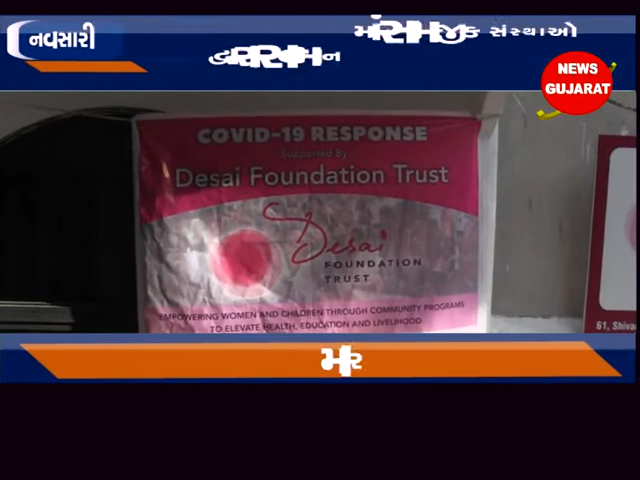 નવસારી
સંસ્થાઓ
NEWS
GUJARAT
COVID-19 RESPONSE
Supported By
Desai Foundation Trust
Desai
FOUNDATION
TRUST
EMPOWERING WOMEN AND CHILDREN THROUGH COMMUNITY PROGRAMS
TO ELEVATE HEALTH, EDUCATION AND LIVELIHOOD
61, Shiva